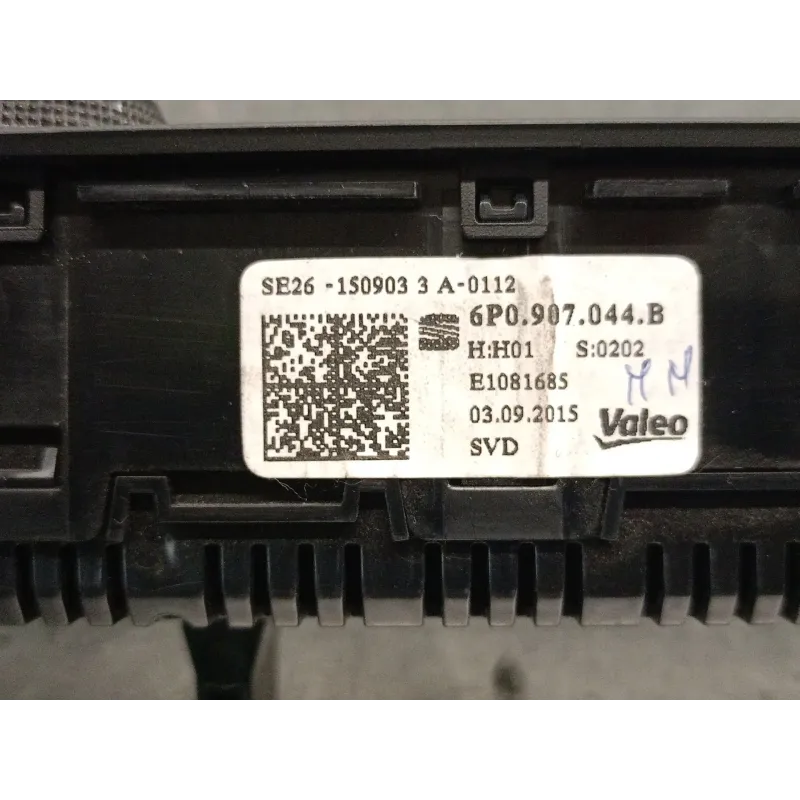 SE26 -150903 3 A-0112
6P0.907.044.B
H:H01 S:0202
E1081685
03.09.2015
SVD
Valeo